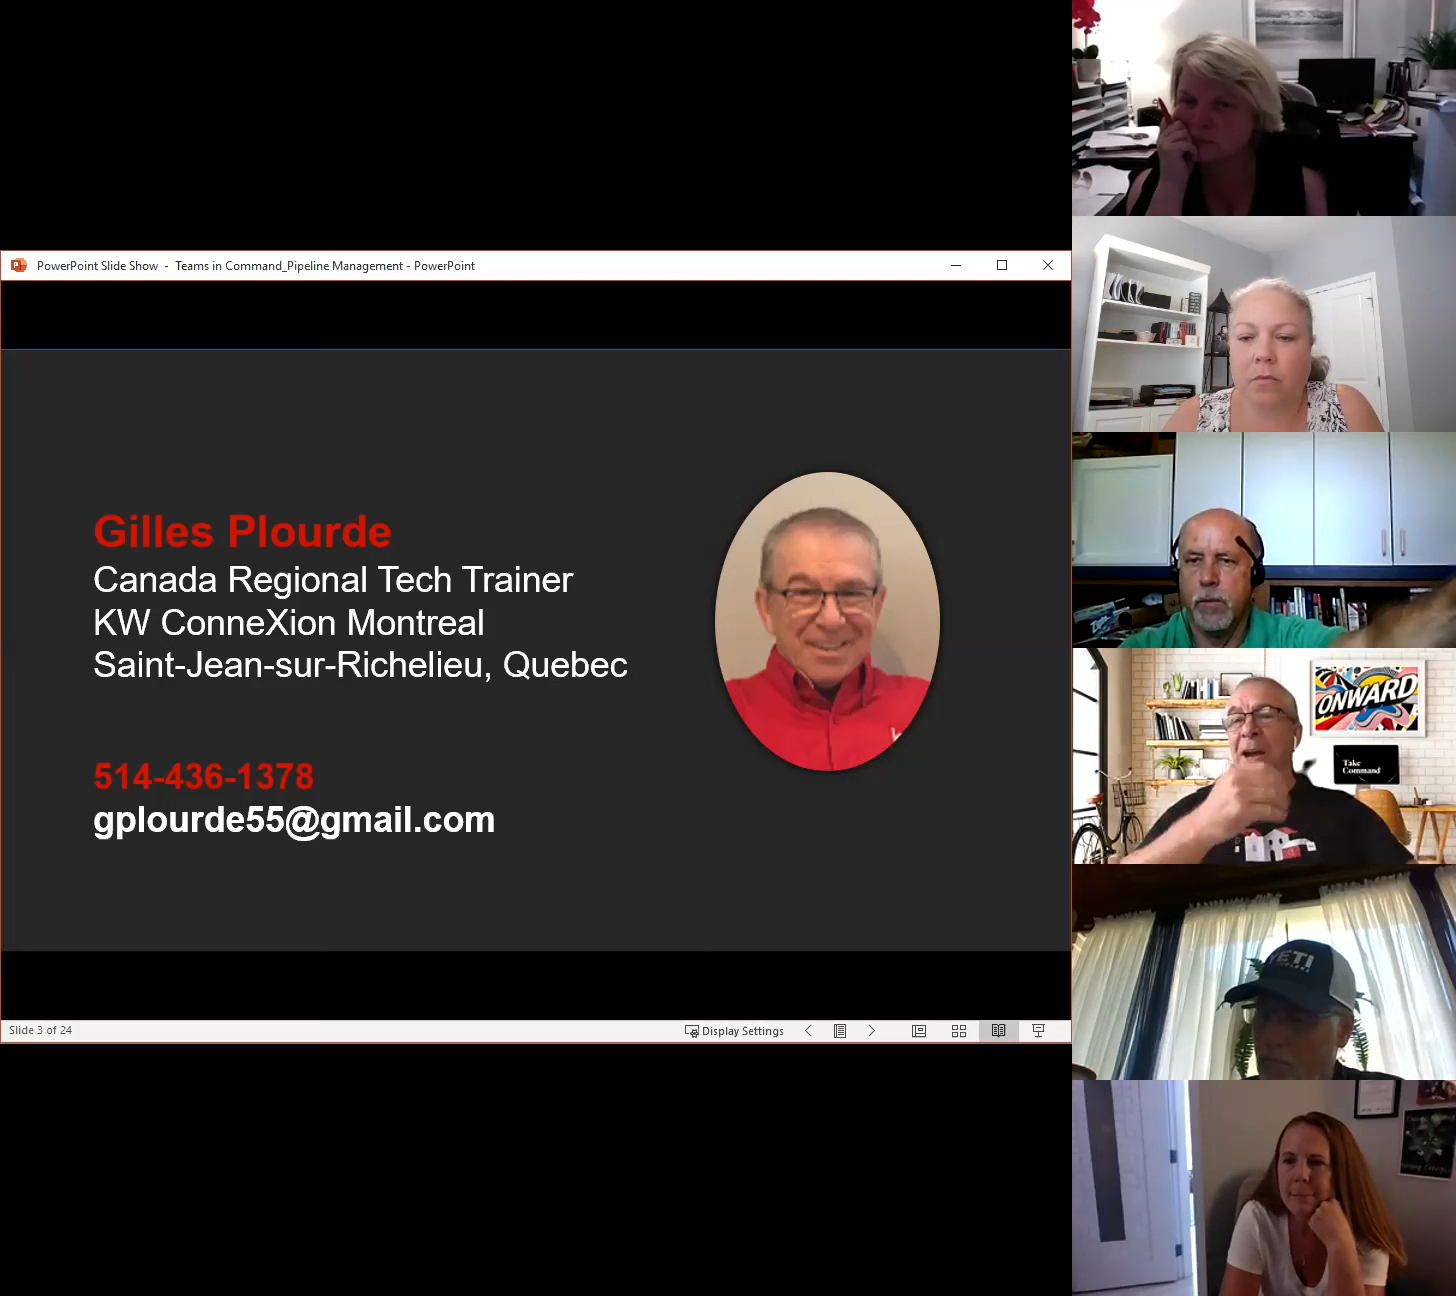 PowerPoint Slide Show - Teams in Command_Pipeline Management - PowerPoint
Gilles Plourde
Canada Regional Tech Trainer
KW ConneXion Montreal
Saint-Jean-sur-Richelieu, Quebec
514-436-1378
gplourde55@gmail.com
Slide 3 of 24
Display Settings
ONWARD
Take
Command
YETI